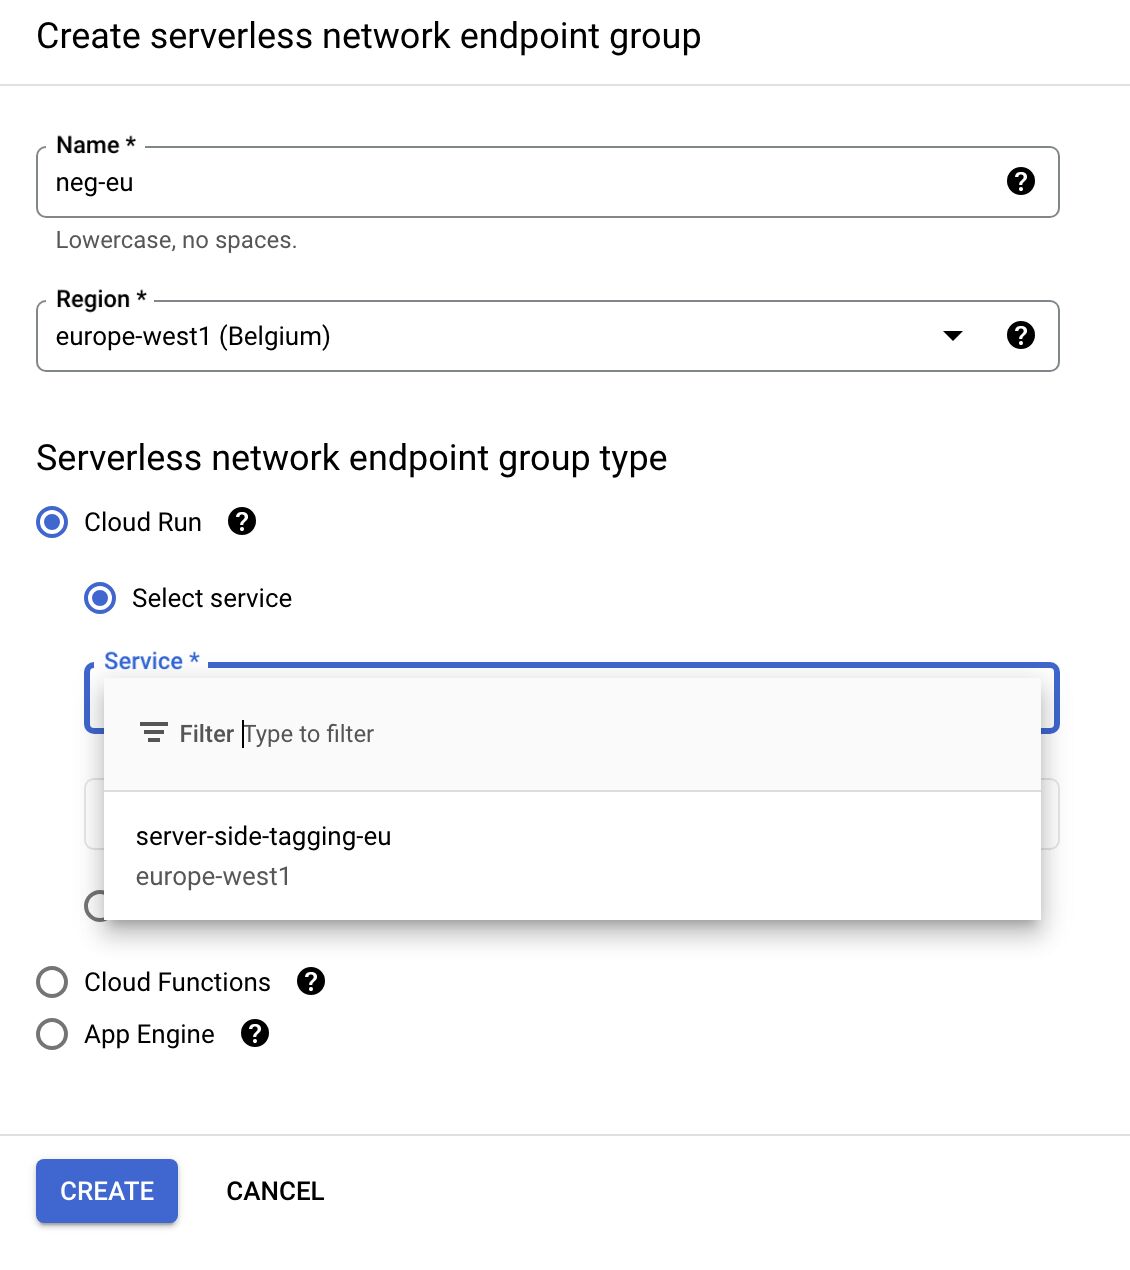 Create serverless network endpoint group
Name *
neg-eu
Lowercase, no spaces.
Region *
europe-west1 (Belgium)
Serverless network endpoint group type
Cloud Run
Select service
Service *
Filter Type to filter
server-side-tagging-eu
europe-west1
Cloud Functions
App Engine
CREATE CANCEL